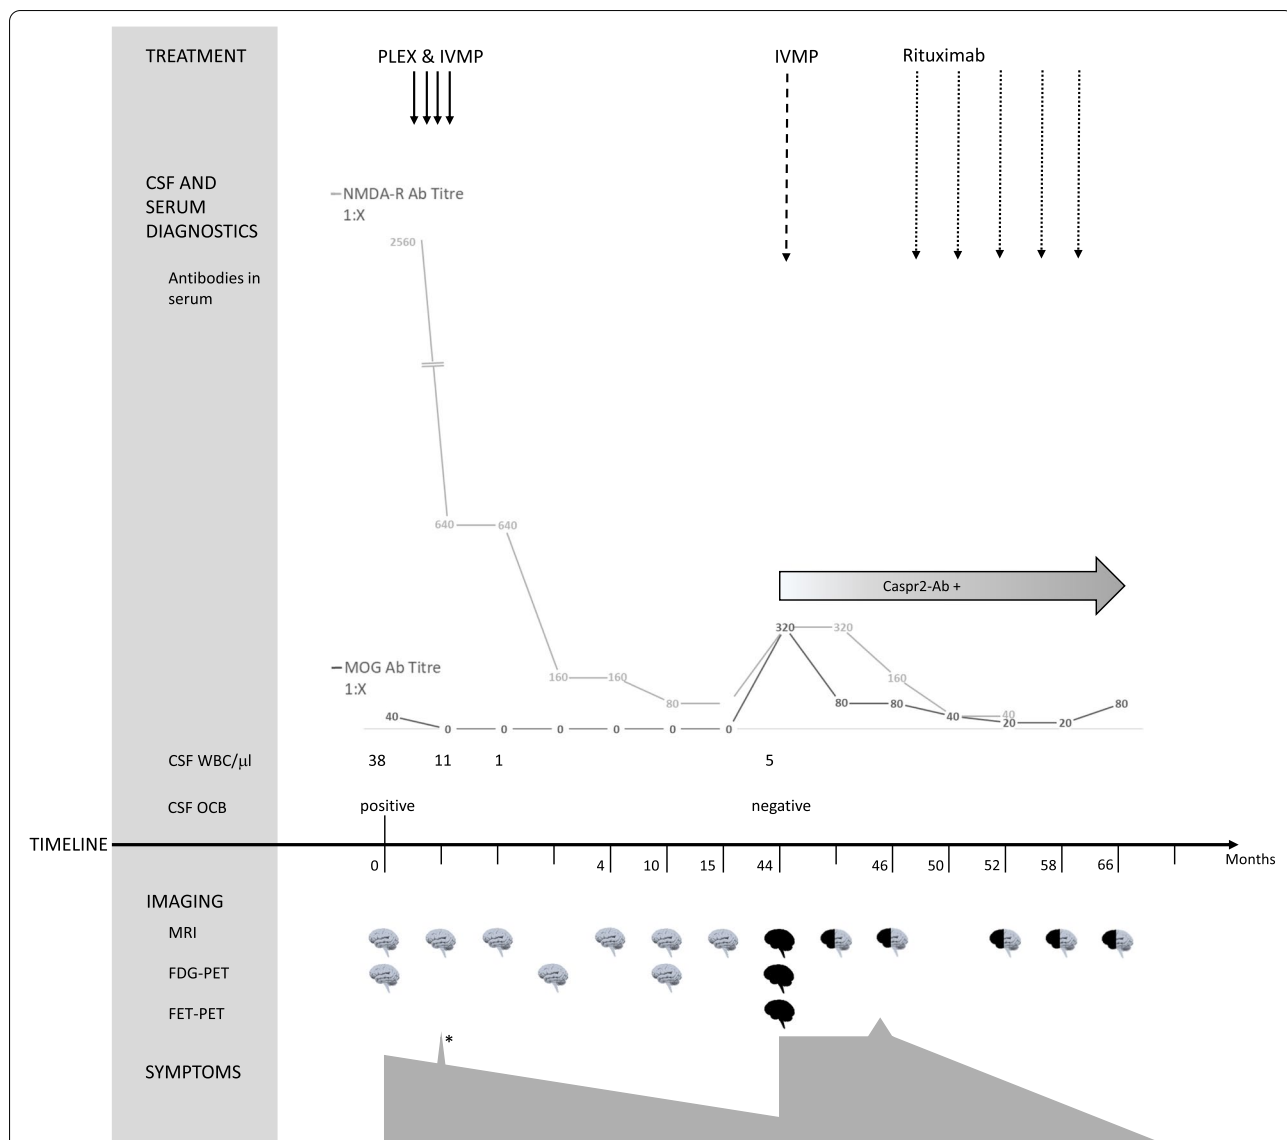 TREATMENT
PLEX & IVMP
IVMP
Rituximab
CSF AND
SERUM
DIAGNOSTICS
Antibodies in
serum
NMDA-R Ab Titre
1:X
2560
640
640
160
160
80
320
320
160
40
Caspr2-Ab +
MOG Ab Titre
1:X
40
0
0
0
0
0
0
80
80
40
20
20
80
CSF WBC/µl
38
11
1
5
CSF OCB
positive
negative
TIMELINE
0
4
10
15
44
46
50
52
58
66
Months
IMAGING
MRI
FDG-PET
FET-PET
*
SYMPTOMS